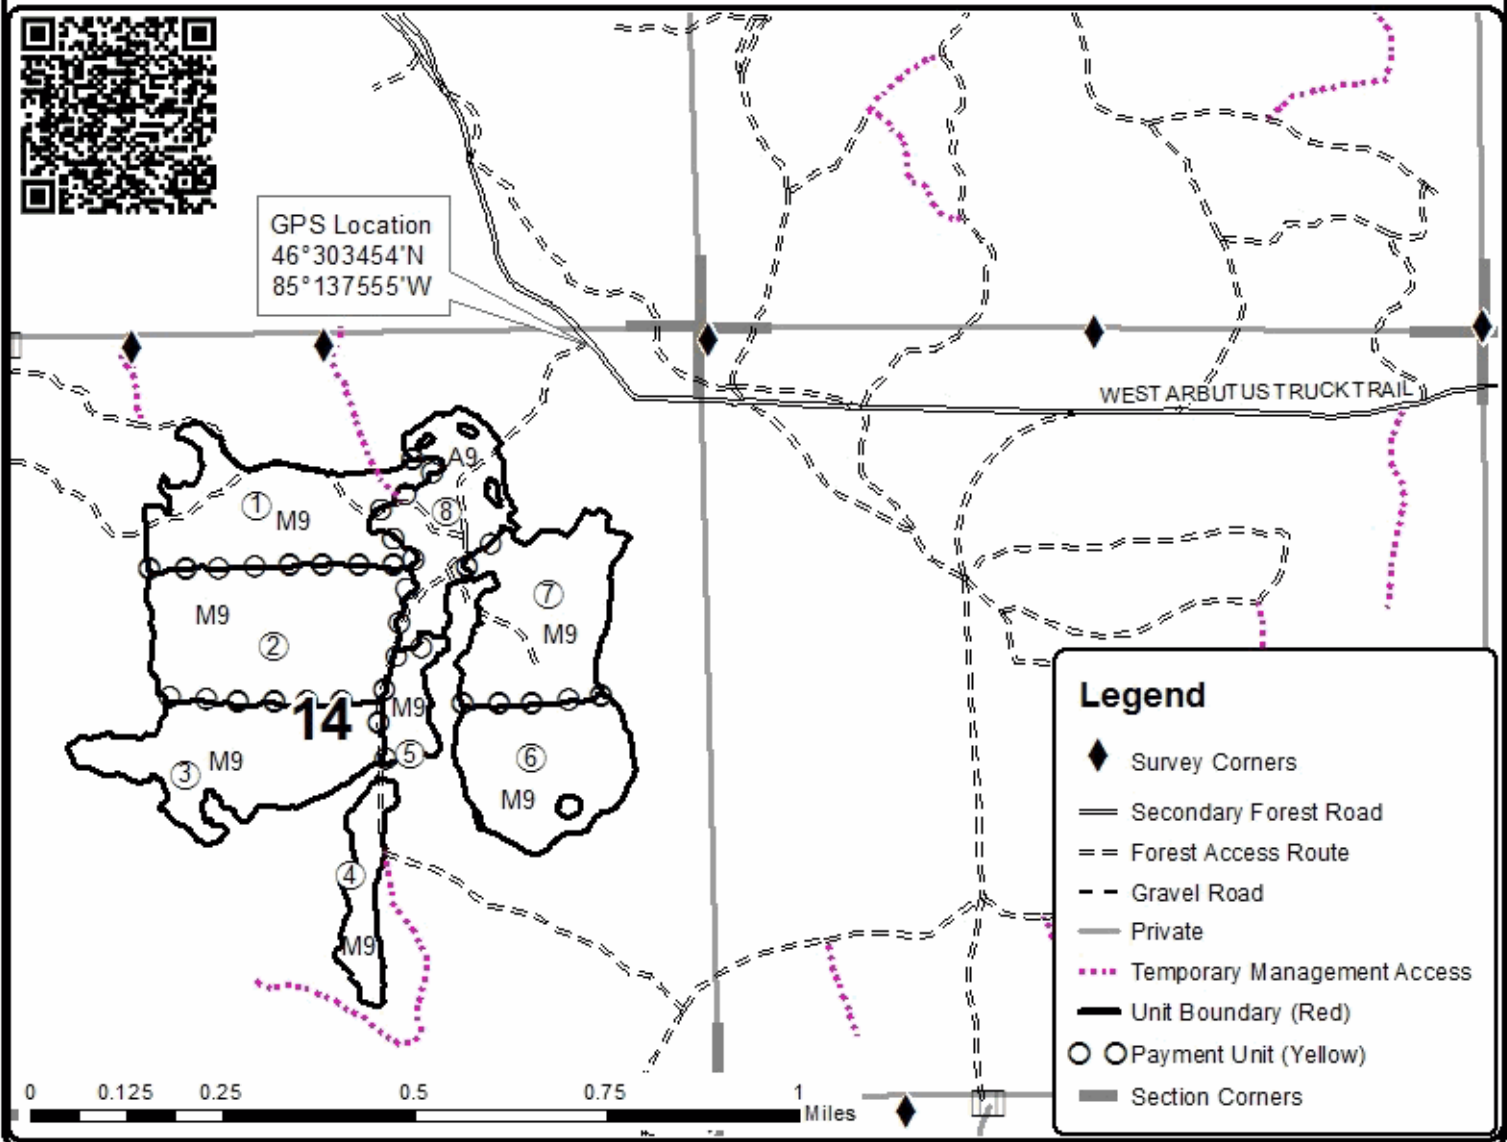 GPS Location
46°303454"N
85°137555"W
WEST ARBUTUS TRUCK TRAIL
A9
1
M9
8
M9
2
7
M9
14
M9
5
3
M9
6
M9
4
M9
Legend
Survey Corners
Secondary Forest Road
Forest Access Route
Gravel Road
Private
Temporary Management Access
Unit Boundary (Red)
Payment Unit (Yellow)
Section Corners
0 0.125 0.25 0.5 0.75 1
Miles